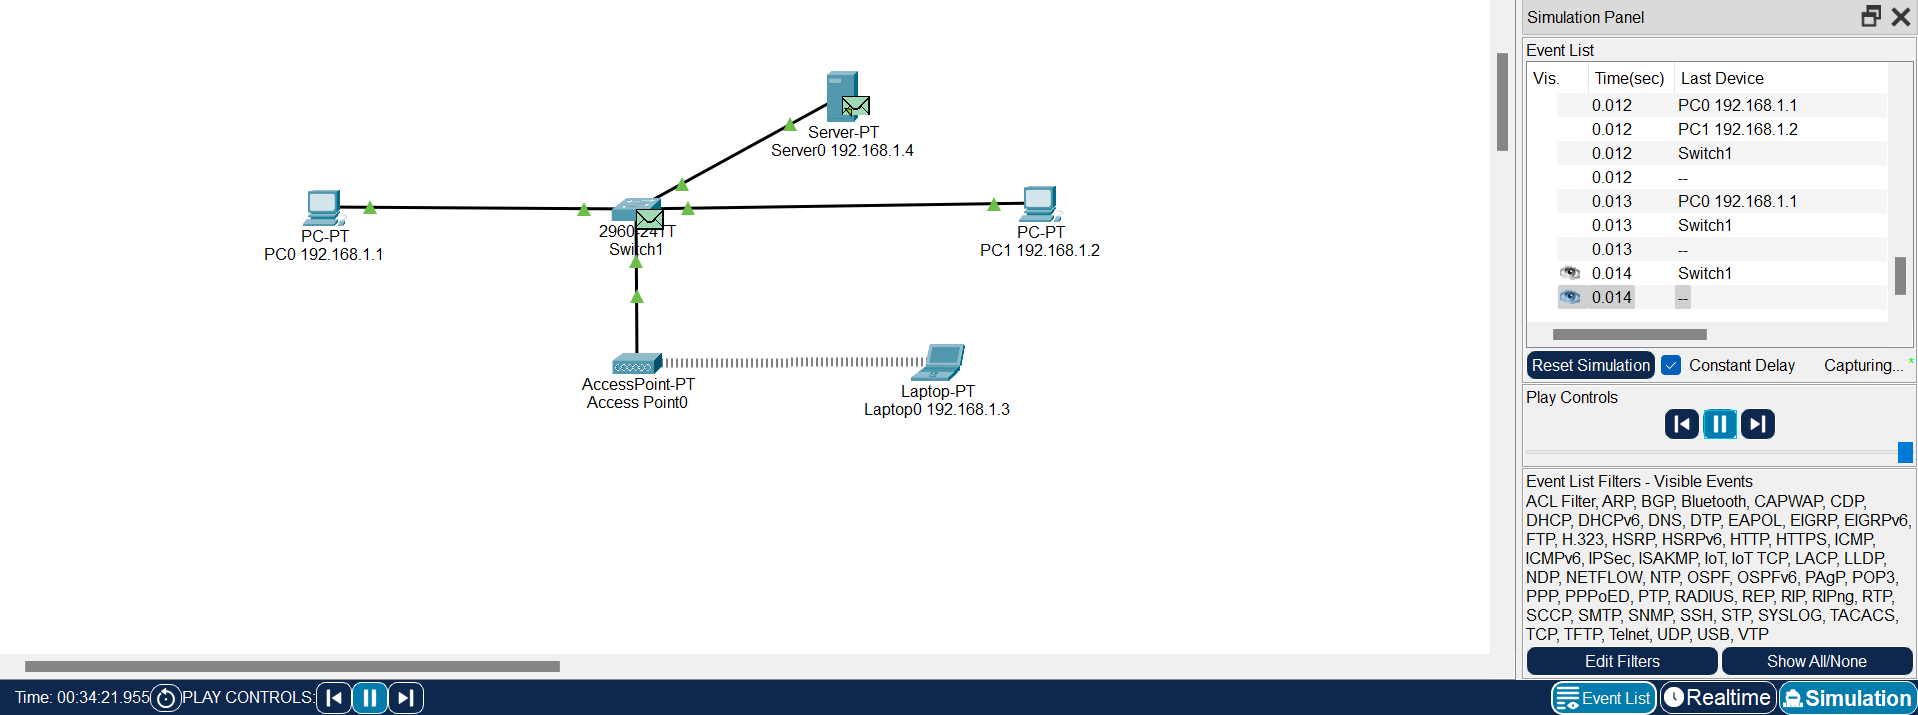 Server-PT
Server0 192.168.1.4
PC-PT
PC0 192.168.1.1
2960-24TT
Switch1
PC-PT
PC1 192.168.1.2
AccessPoint-PT
Access Point0
Laptop-PT
Laptop0 192.168.1.3
Simulation Panel
Event List
Vis. Time(sec) Last Device
0.012 PC0 192.168.1.1
0.012 PC1 192.168.1.2
0.012 Switch1
0.012 --
0.013 PC0 192.168.1.1
0.013 Switch1
0.013 --
0.014 Switch1
0.014 --
Reset Simulation Constant Delay Capturing... *
Play Controls
Event List Filters - Visible Events
ACL Filter, ARP, BGP, Bluetooth, CAPWAP, CDP,
DHCP, DHCPv6, DNS, DTP, EAPOL, EIGRP, EIGRPv6,
FTP, H.323, HSRP, HSRPv6, HTTP, HTTPS, ICMP,
ICMPv6, IPSec, ISAKMP, IoT, IoT TCP, LACP, LLDP,
NDP, NETFLOW, NTP, OSPF, OSPFv6, PAgP, POP3,
PPP, PPPoED, PTP, RADIUS, REP, RIP, RIPng, RTP,
SCCP, SMTP, SNMP, SSH, STP, SYSLOG, TACACS,
TCP, TFTP, Telnet, UDP, USB, VTP
Edit Filters Show All/None
Time: 00:34:21.955 PLAY CONTROLS: Event List Realtime Simulation